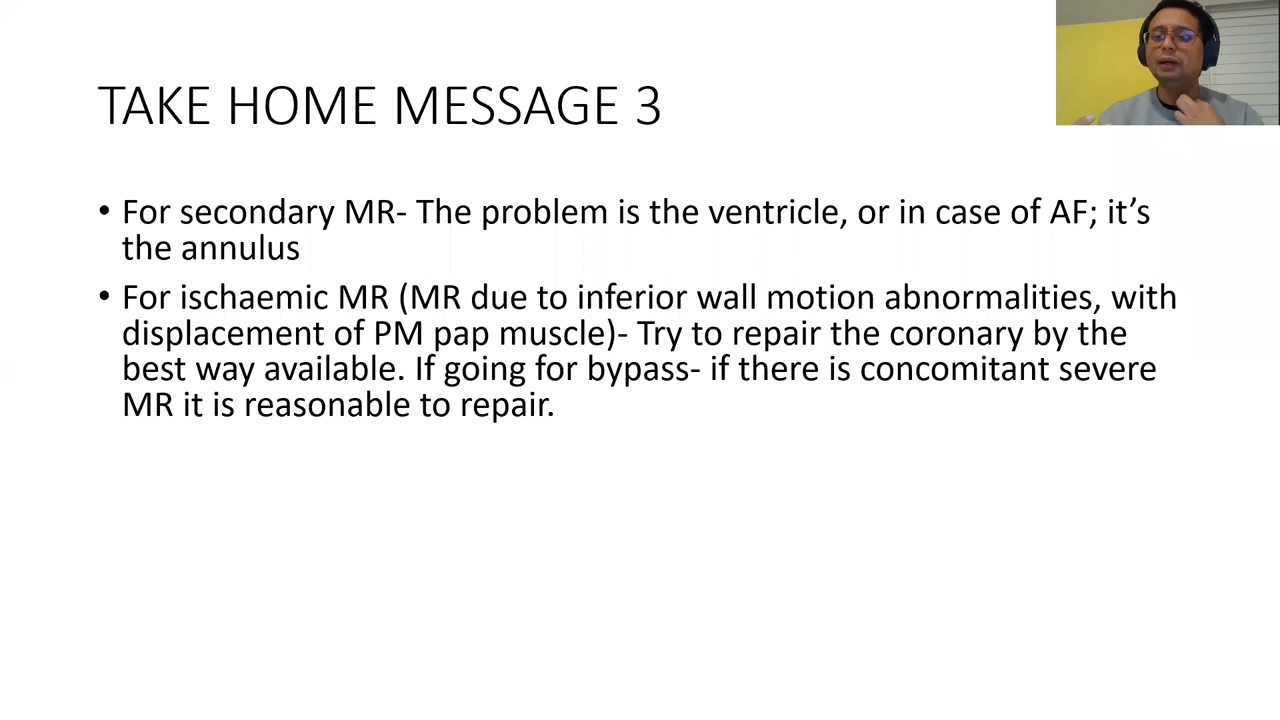 TAKE HOME MESSAGE 3
• For secondary MR- The problem is the ventricle, or in case of AF; it’s
the annulus
• For ischaemic MR (MR due to inferior wall motion abnormalities, with
displacement of PM pap muscle)- Try to repair the coronary by the
best way available. If going for bypass- if there is concomitant severe
MR it is reasonable to repair.